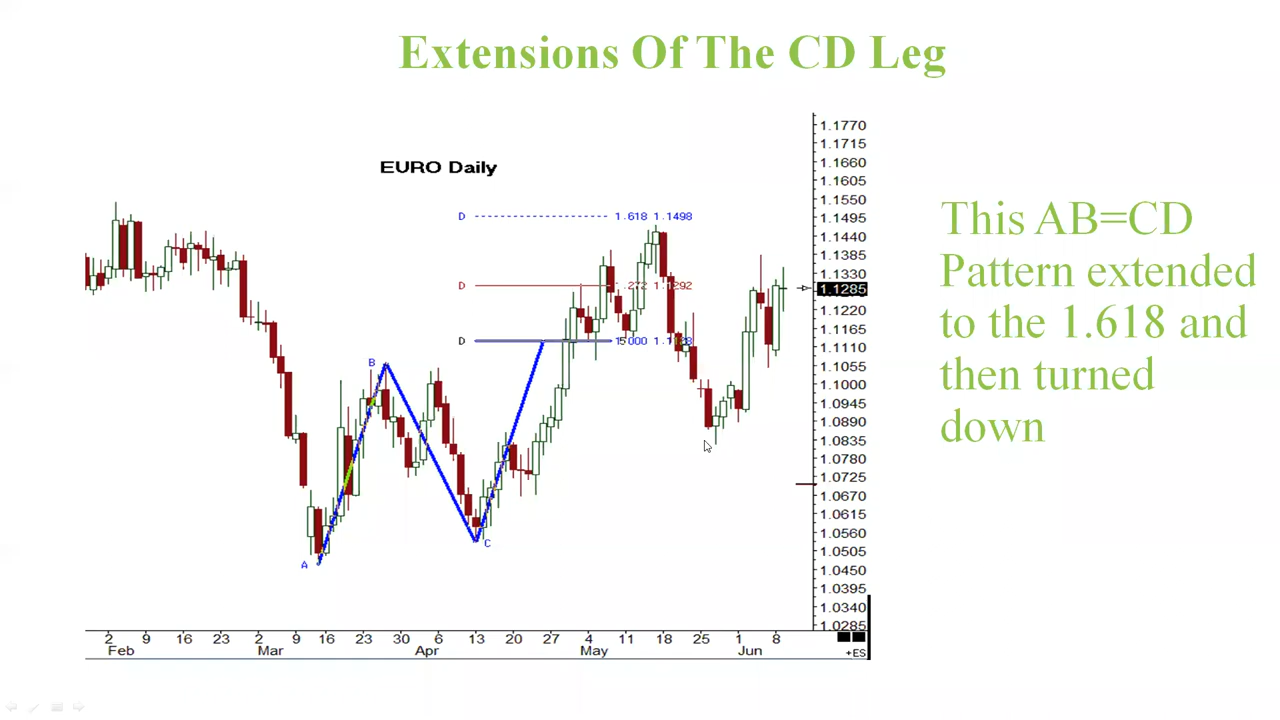 Extensions Of The CD Leg
EURO Daily
This AB=CD
Pattern extended
to the 1.618 and
then turned
down
D 1.618 1.1498
D 1.272 1.1292
D
B
A
C
1.1770
1.1715
1.1660
1.1605
1.1550
1.1495
1.1440
1.1385
1.1330
1.1285
1.1220
1.1165
1.1110
1.1055
1.1000
1.0945
1.0890
1.0835
1.0780
1.0725
1.0670
1.0615
1.0560
1.0505
1.0450
1.0395
1.0340
1.0285
2 9 16 23 2 9 16 23 30 6 13 20 27 4 11 18 25 1 8
Feb Mar Apr May Jun
+ES